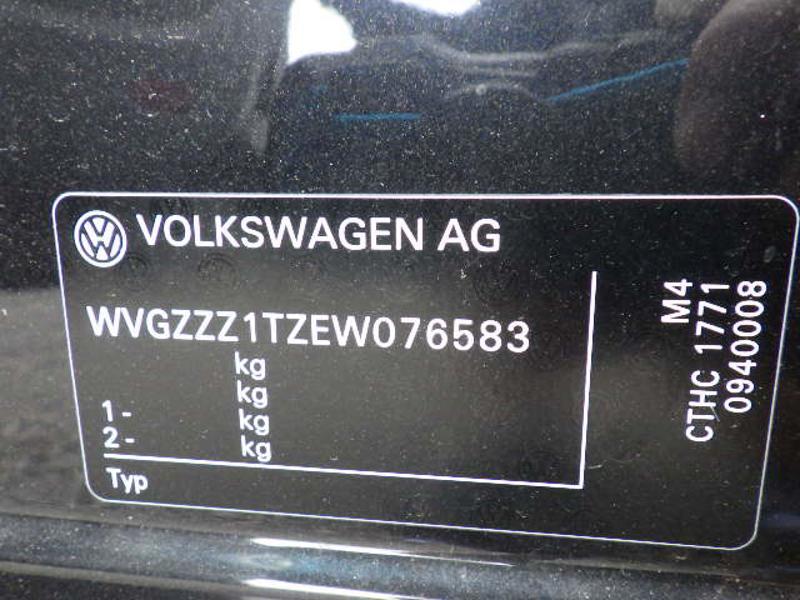 VOLKSWAGEN AG
WVGZZZ1TZEW076583
kg
kg
1- kg
2- kg
Typ
M4
CTHC 1771
0940008